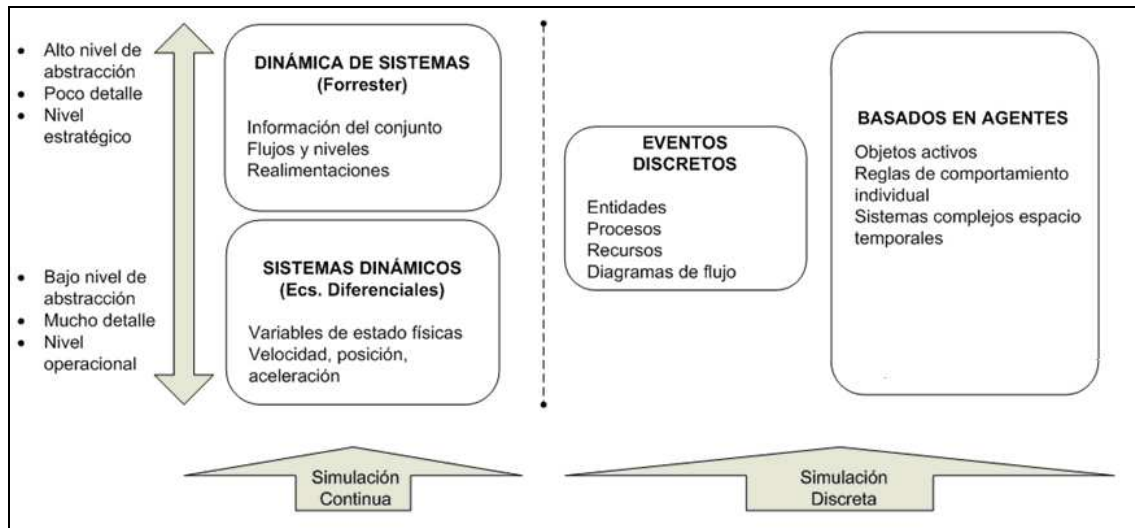 • Alto nivel de
abstracción
• Poco detalle
• Nivel
estratégico
• Bajo nivel de
abstracción
• Mucho detalle
• Nivel
operacional
DINÁMICA DE SISTEMAS
(Forrester)
Información del conjunto
Flujos y niveles
Realimentaciones
SISTEMAS DINÁMICOS
(Ecs. Diferenciales)
Variables de estado físicas
Velocidad, posición,
aceleración
EVENTOS
DISCRETOS
Entidades
Procesos
Recursos
Diagramas de flujo
BASADOS EN AGENTES
Objetos activos
Reglas de comportamiento
individual
Sistemas complejos espacio
temporales
Simulación
Continua
Simulación
Discreta